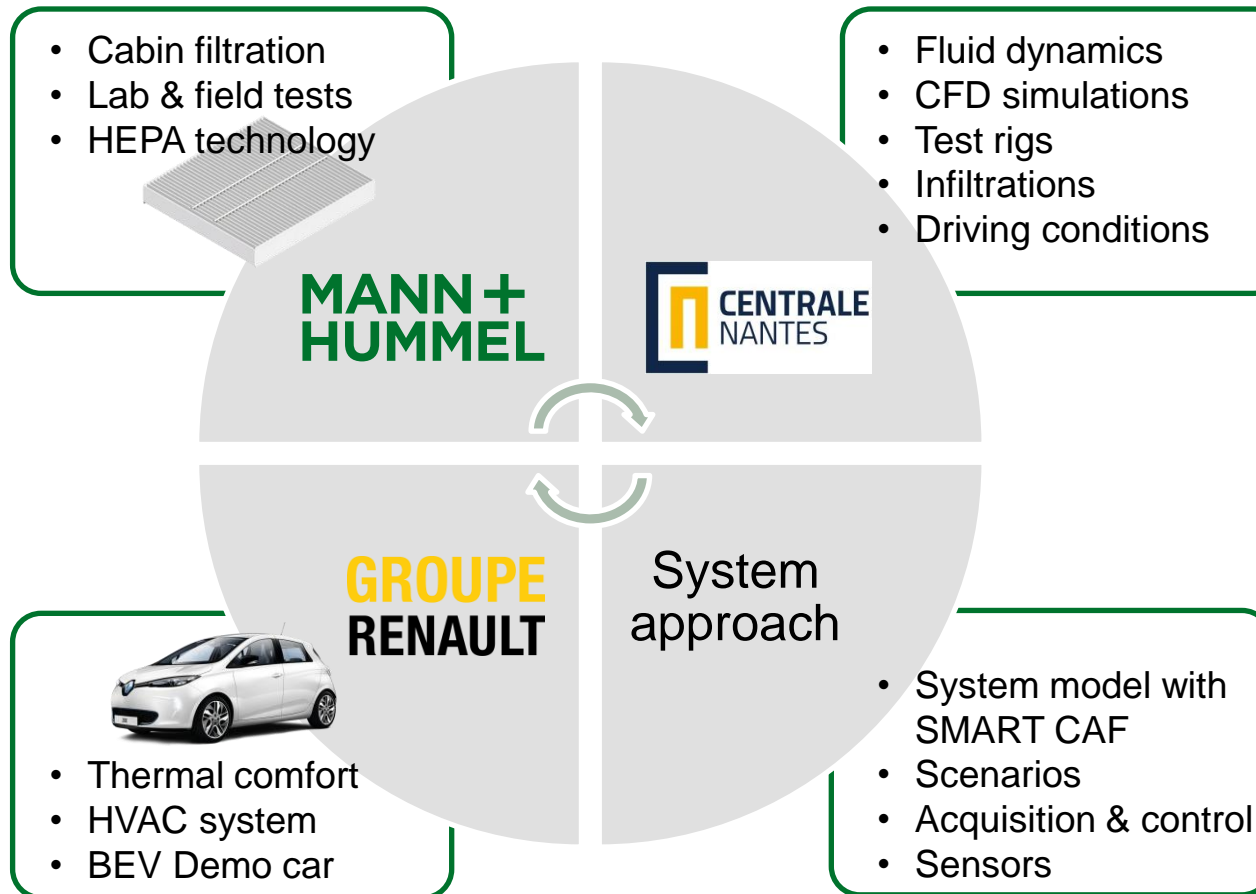 • Cabin filtration
• Lab & field tests
• HEPA technology
MANN+
HUMMEL
• Fluid dynamics
• CFD simulations
• Test rigs
• Infiltrations
• Driving conditions
CENTRALE
NANTES
GROUPE
RENAULT
• Thermal comfort
• HVAC system
• BEV Demo car
System
approach
• System model with
SMART CAF
• Scenarios
• Acquisition & control
• Sensors